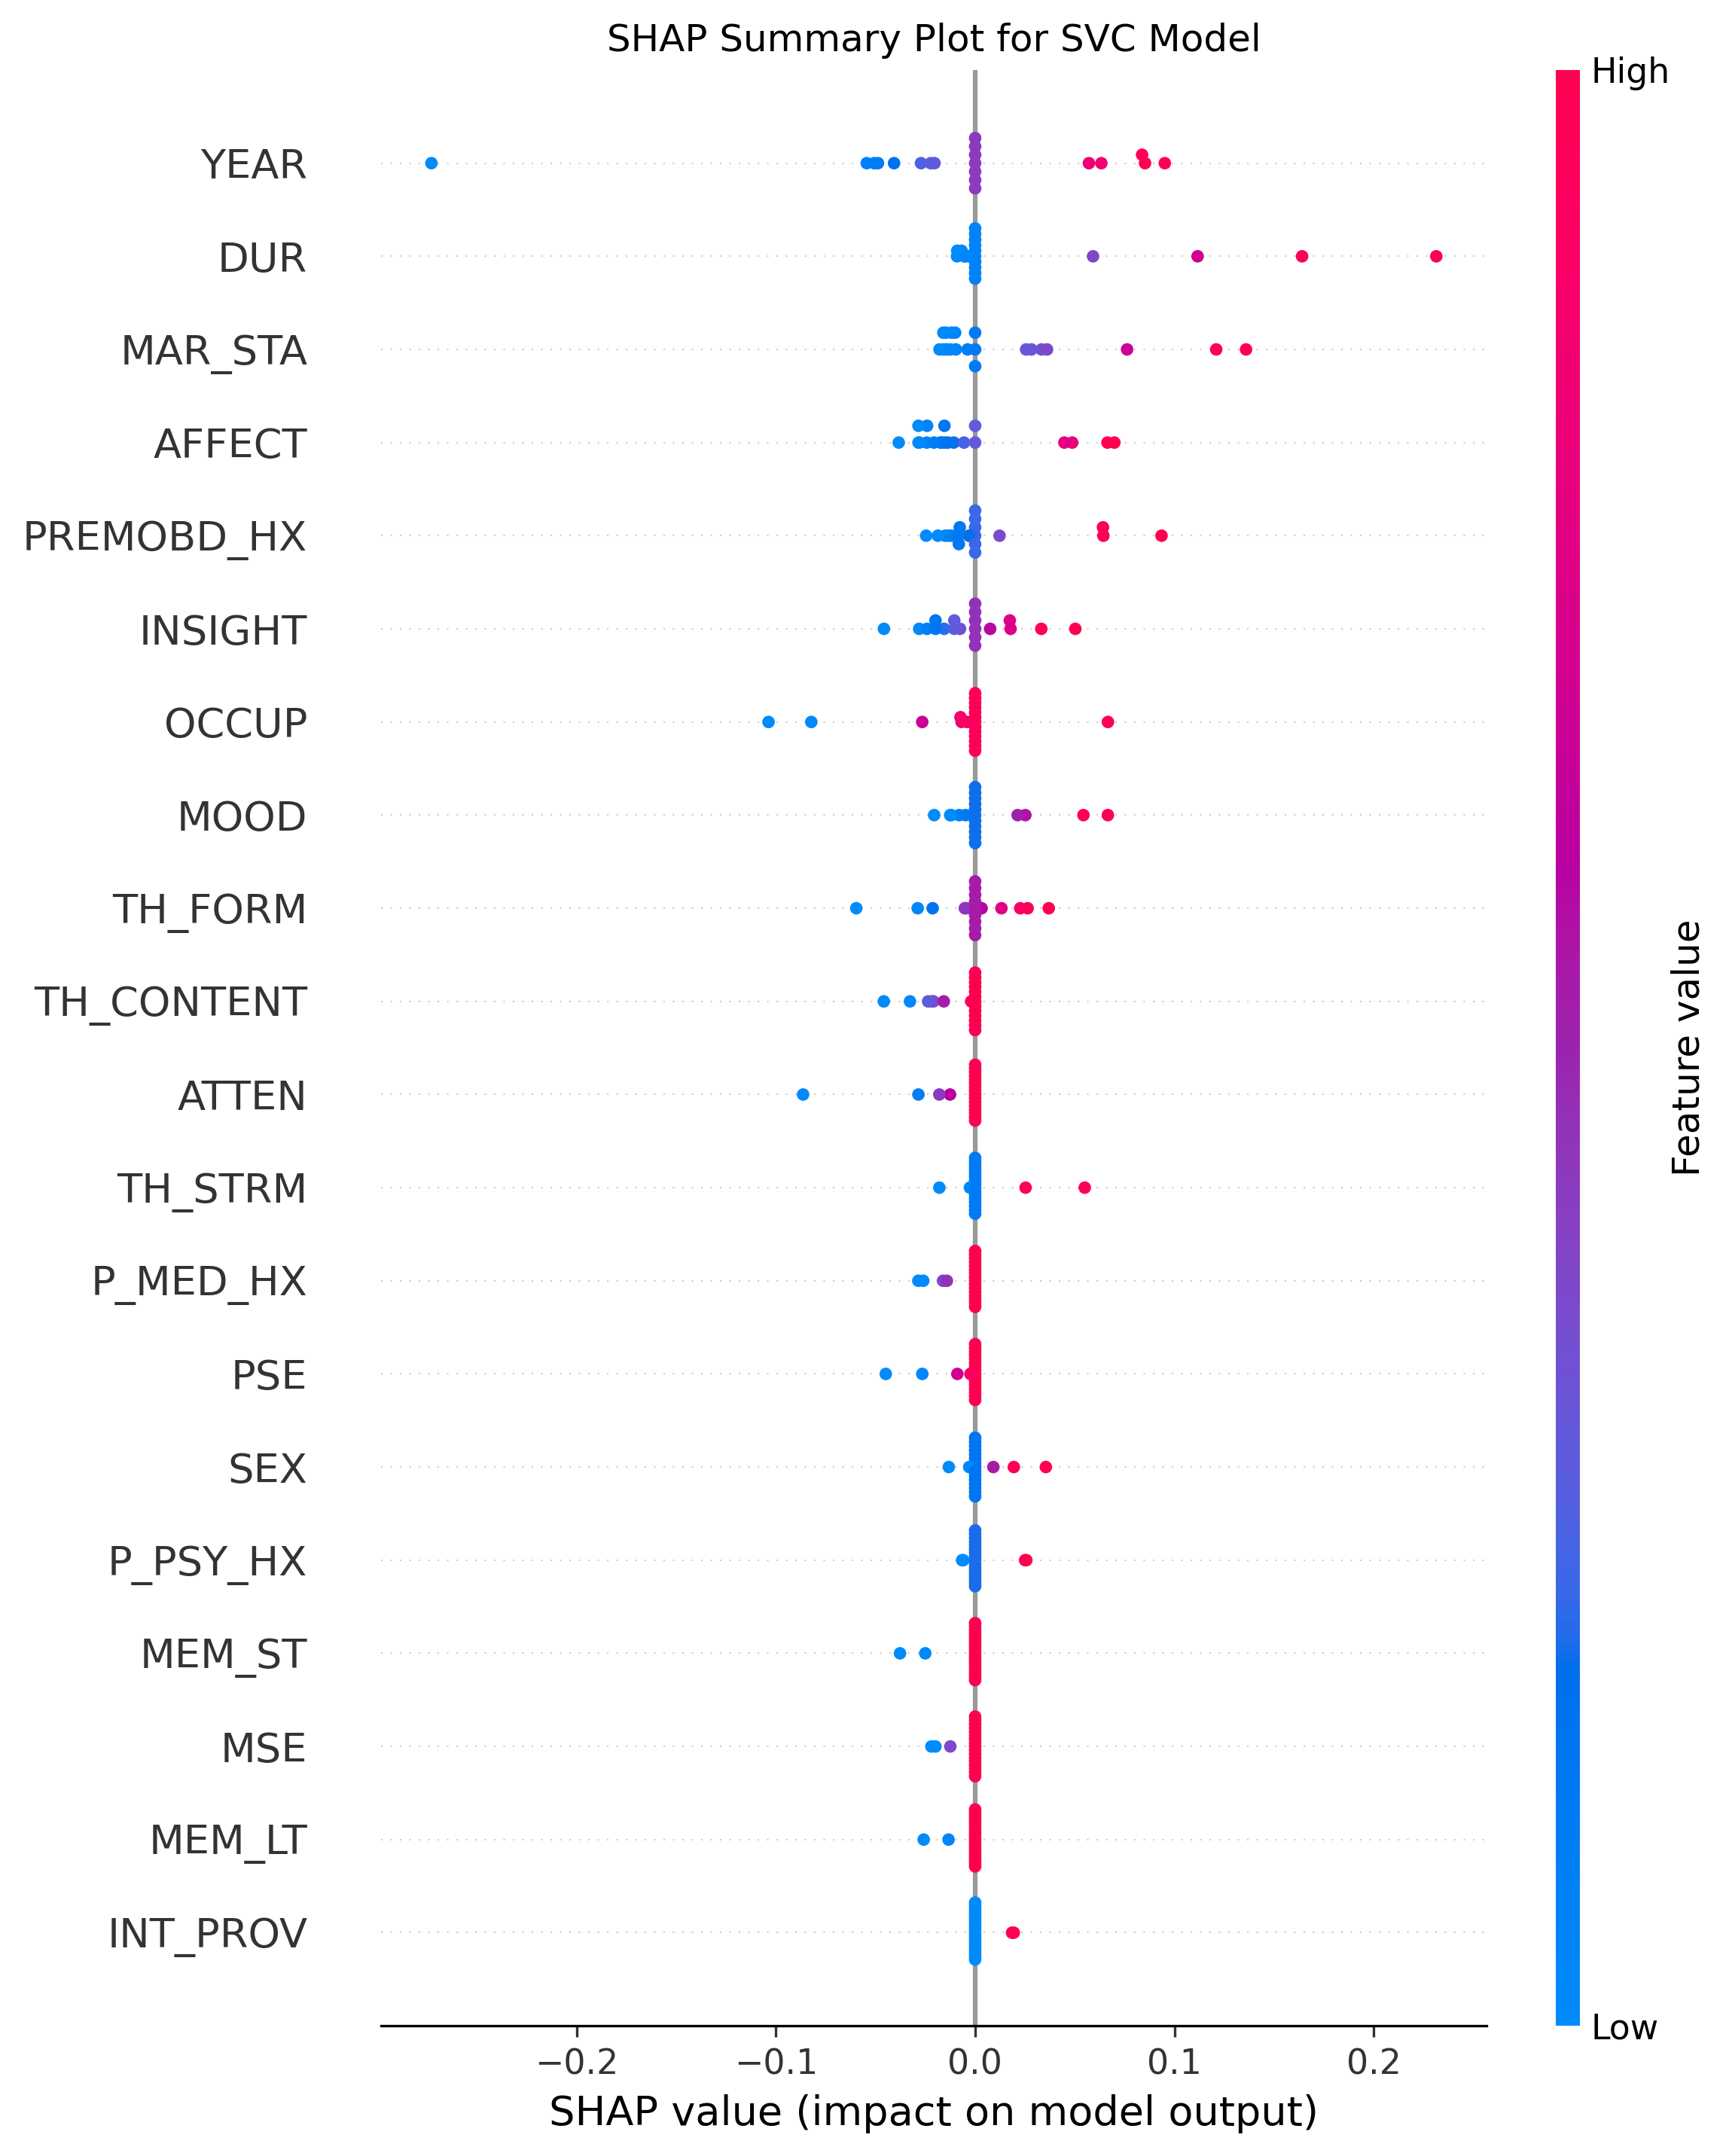 SHAP Summary Plot for SVC Model
High
YEAR
DUR
MAR_STA
AFFECT
PREMOBD_HX
INSIGHT
OCCUP
MOOD
TH_FORM
TH_CONTENT
ATTEN
TH_STRM
P_MED_HX
PSE
SEX
P_PSY_HX
MEM_ST
MSE
MEM_LT
INT_PROV
Feature value
Low
−0.2 −0.1 0.0 0.1 0.2
SHAP value (impact on model output)